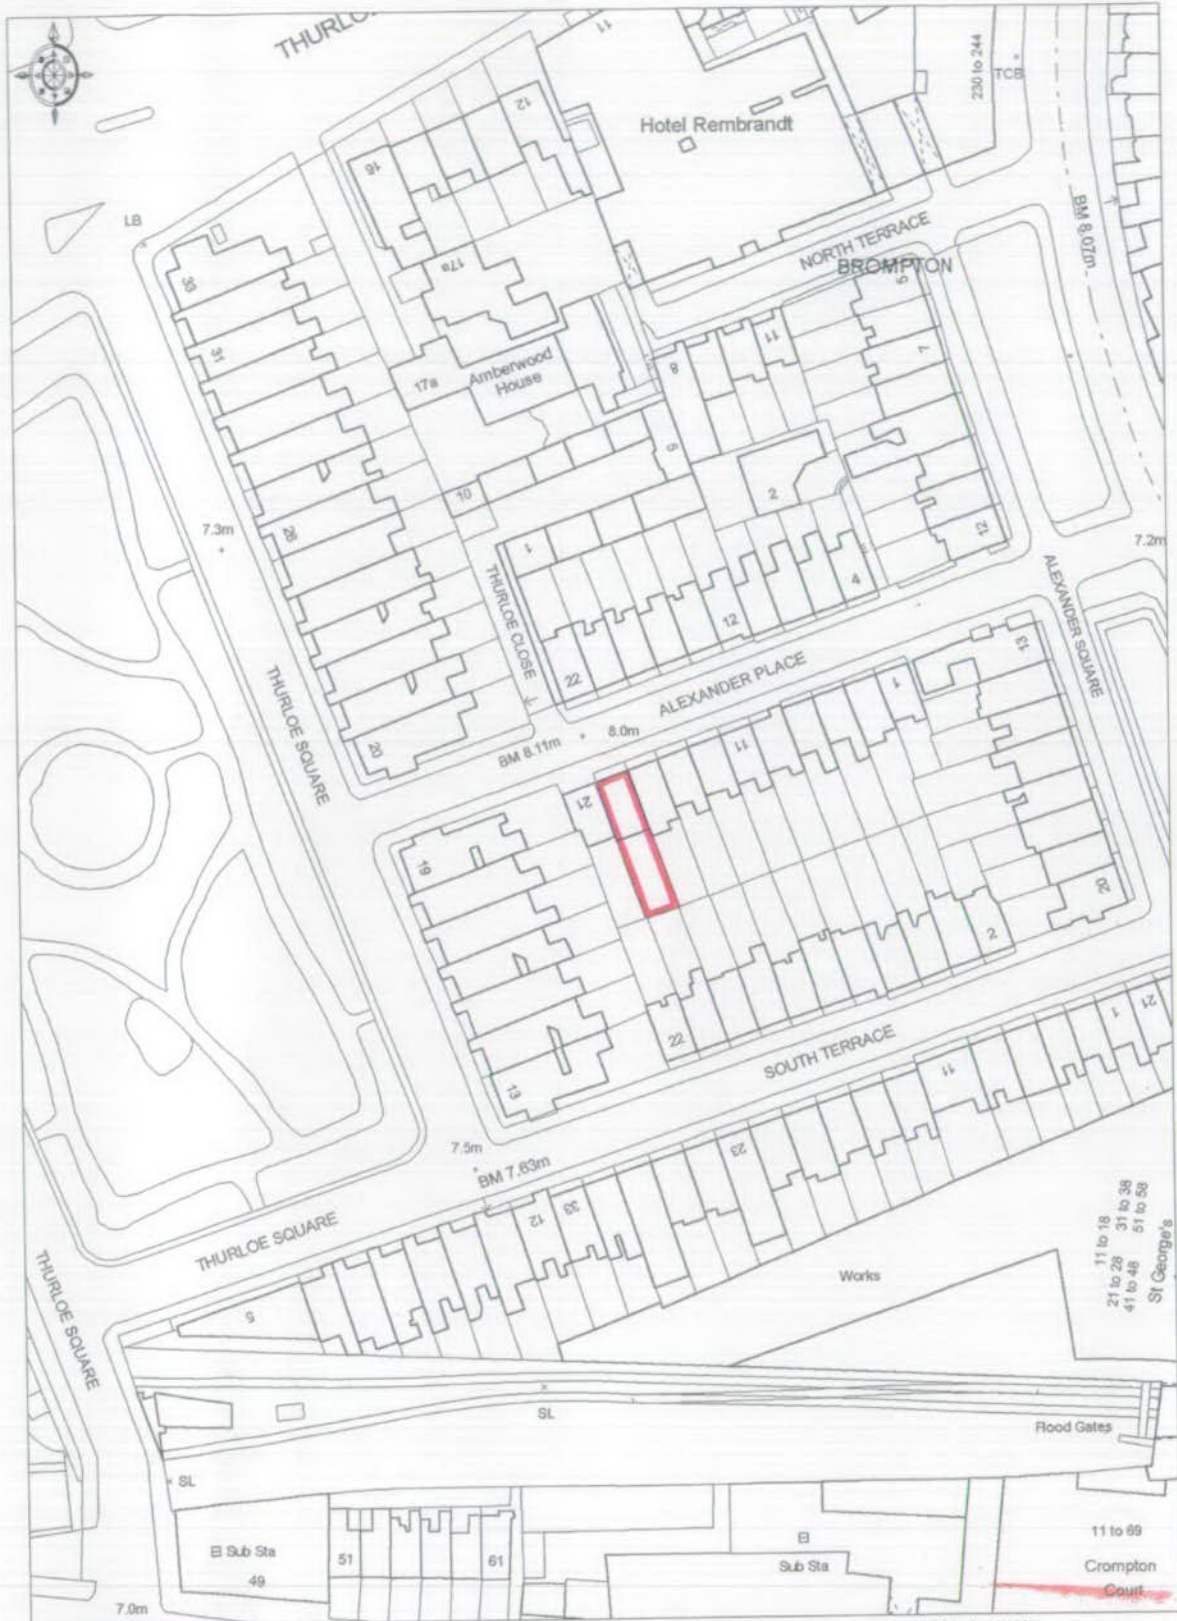 THURLO
11
230 to 244
TCB
12
Hotel Rembrandt
16
LB
NORTH TERRACE
BROMPTON
BM 8.07m
33
17a
6
31
11
7
17a
Amberwood
House
8
5
10
2
26
7.3m
1
12
7.2m
THURLOE CLOSE
4
12
ALEXANDER SQUARE
22
13
THURLOE SQUARE
ALEXANDER PLACE
1
20
BM 8.11m
8.0m
11
21
19
20
2
22
SOUTH TERRACE
13
21
1
11
7.5m
BM 7.63m
23
33
12
THURLOE SQUARE
11 to 18
21 to 28 31 to 38
41 to 48 51 to 58
St George's
THURLOE SQUARE
Works
5
SL
Flood Gates
SL
El Sub Sta
49
51
61
El
Sub Sta
11 to 69
Crompton
Court
7.0m